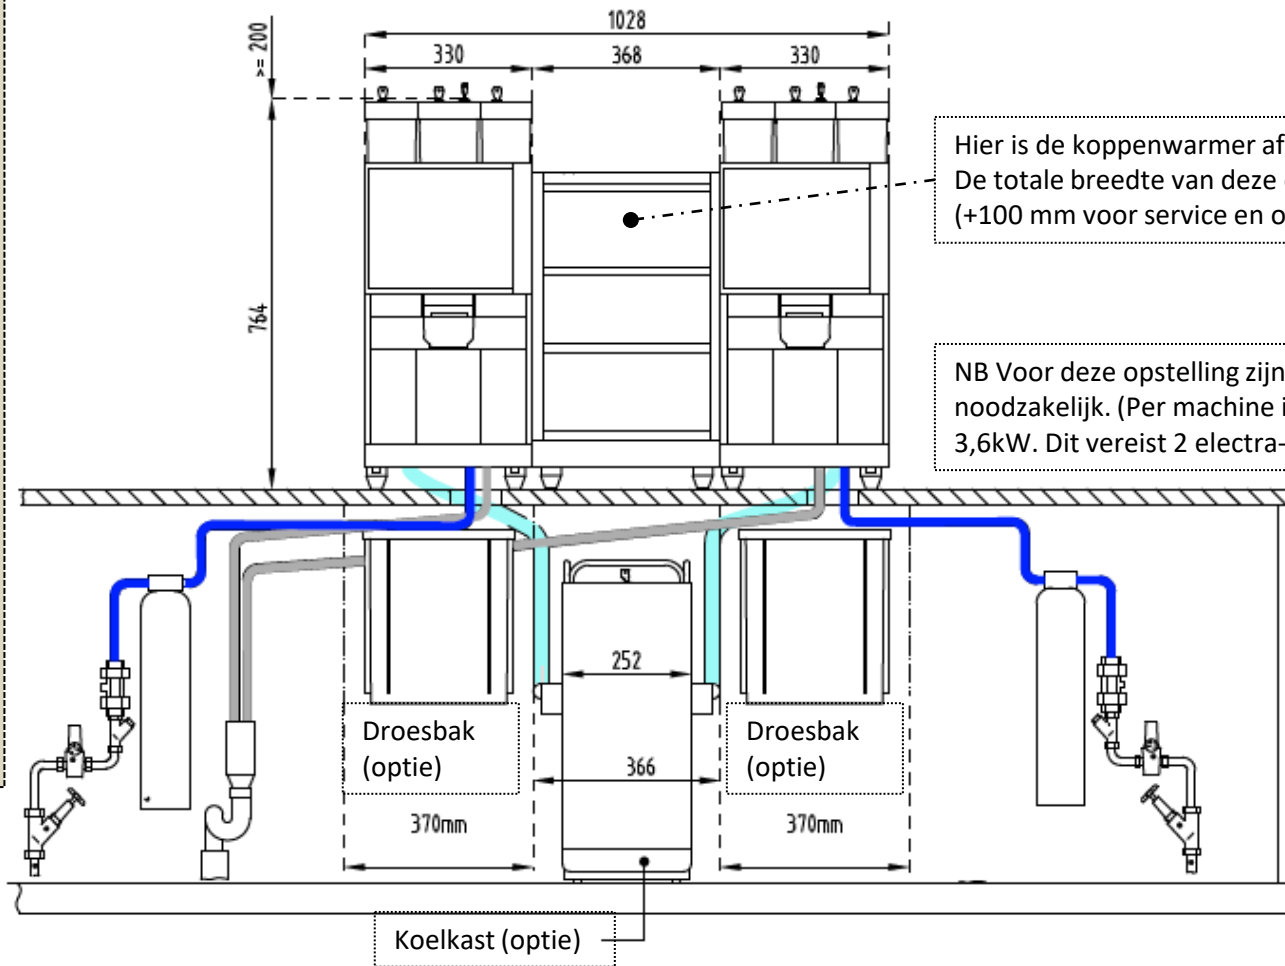 1028
330
368
330
>= 200
764
Hier is de koppenwarmer af
De totale breedte van deze
(+100 mm voor service en o
NB Voor deze opstelling zijn
noodzakelijk. (Per machine i
3,6kW. Dit vereist 2 electra-
252
Droesbak
(optie)
366
Droesbak
(optie)
370mm
370mm
Koelkast (optie)